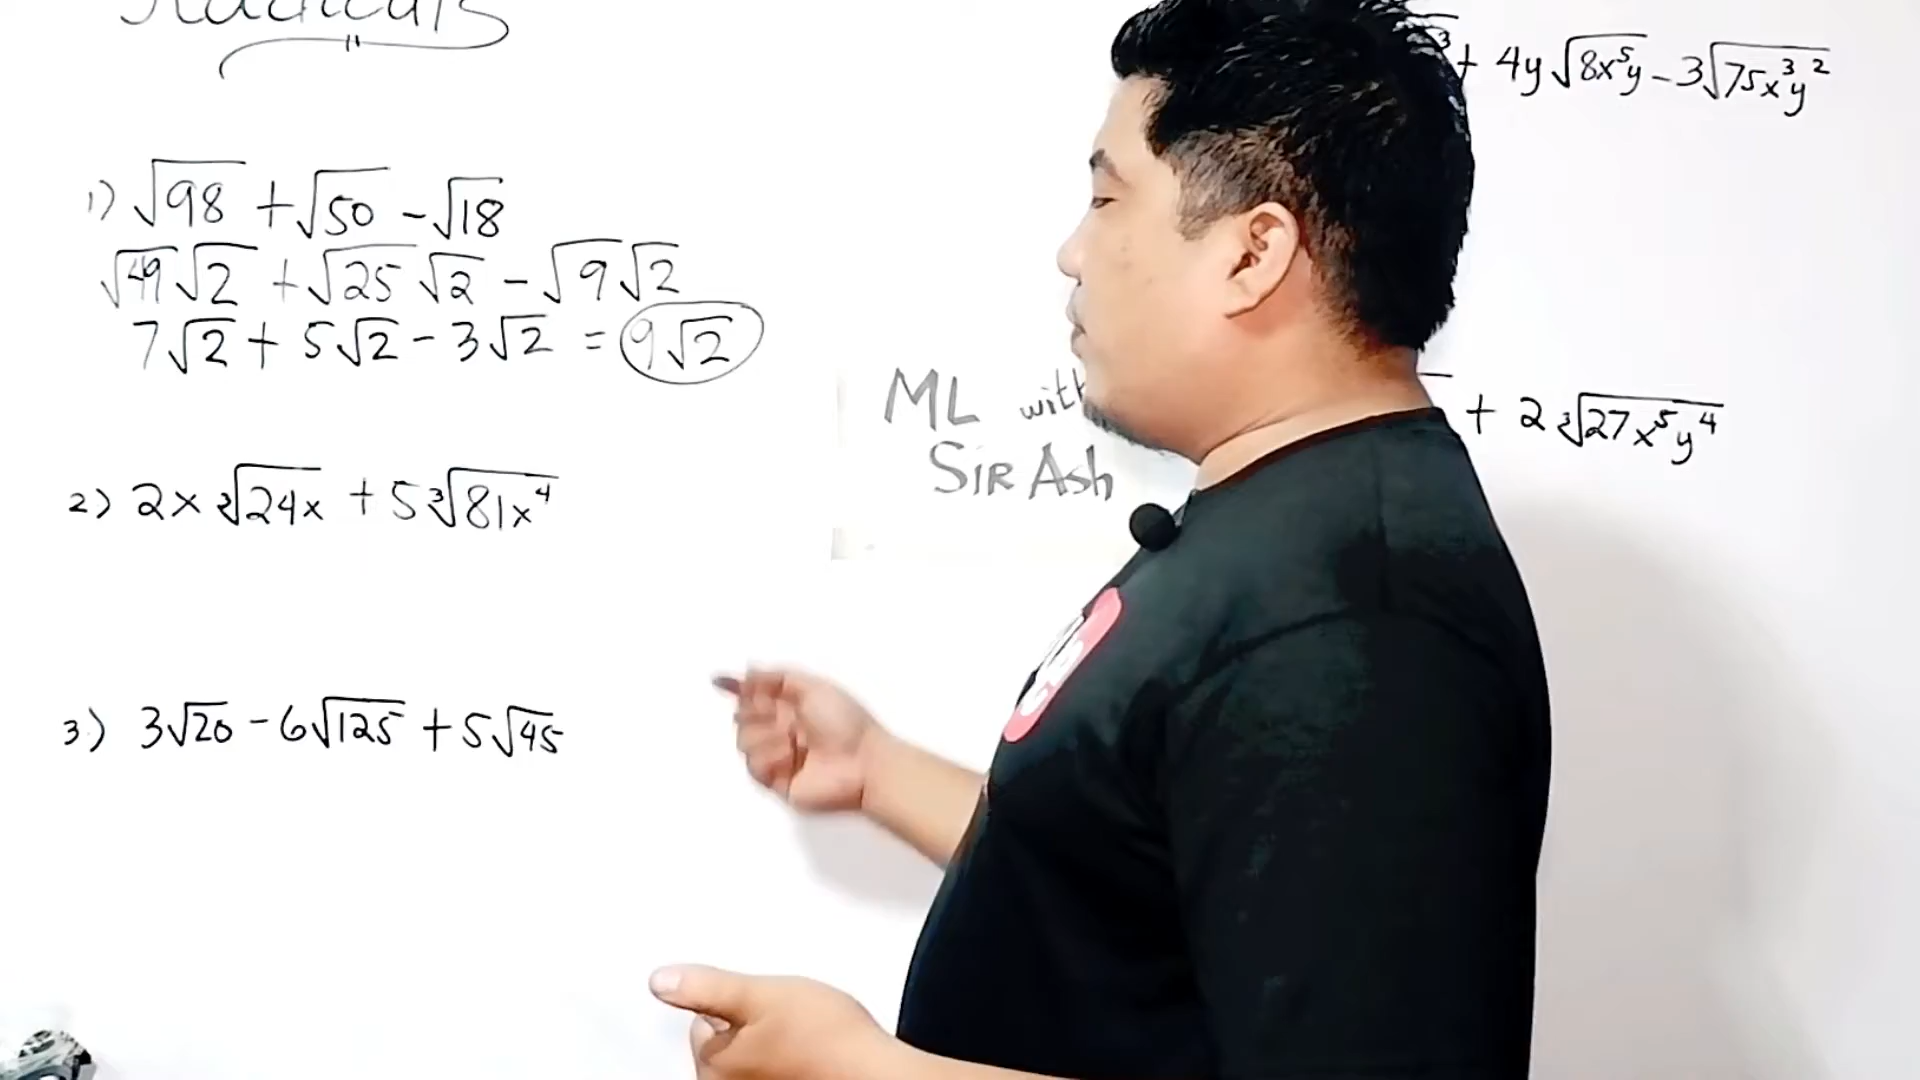 Radicals
1) √98 + √50 - √18
√49 √2 + √25 √2 - √9 √2
7√2 + 5√2 - 3√2 = 9√2
2) 2x ∛24x + 5 ∛81x⁴
3) 3√20 - 6√125 + 5√45
ML with
Sir Ash
³ + 4y √8x⁵y - 3√75x³y²
+ 2 ∛27x⁵y⁴